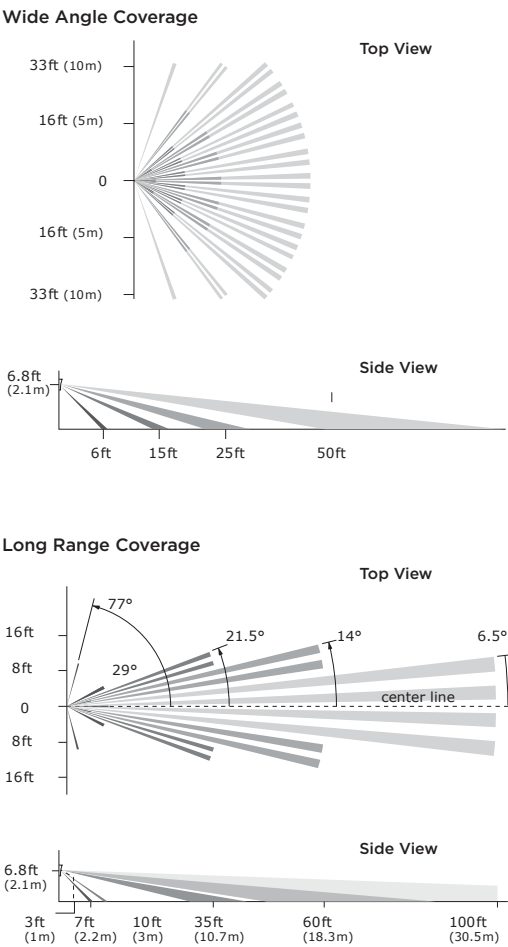 Wide Angle Coverage
Top View
33ft (10m)
16ft (5m)
0
16ft (5m)
33ft (10m)
Side View
6.8ft
(2.1m)
6ft 15ft 25ft 50ft
Long Range Coverage
Top View
77°
16ft 21.5° 14° 6.5°
8ft 29°
0 center line
8ft
16ft
Side View
6.8ft
(2.1m)
3ft 7ft 10ft 35ft 60ft 100ft
(1m) (2.2m) (3m) (10.7m) (18.3m) (30.5m)